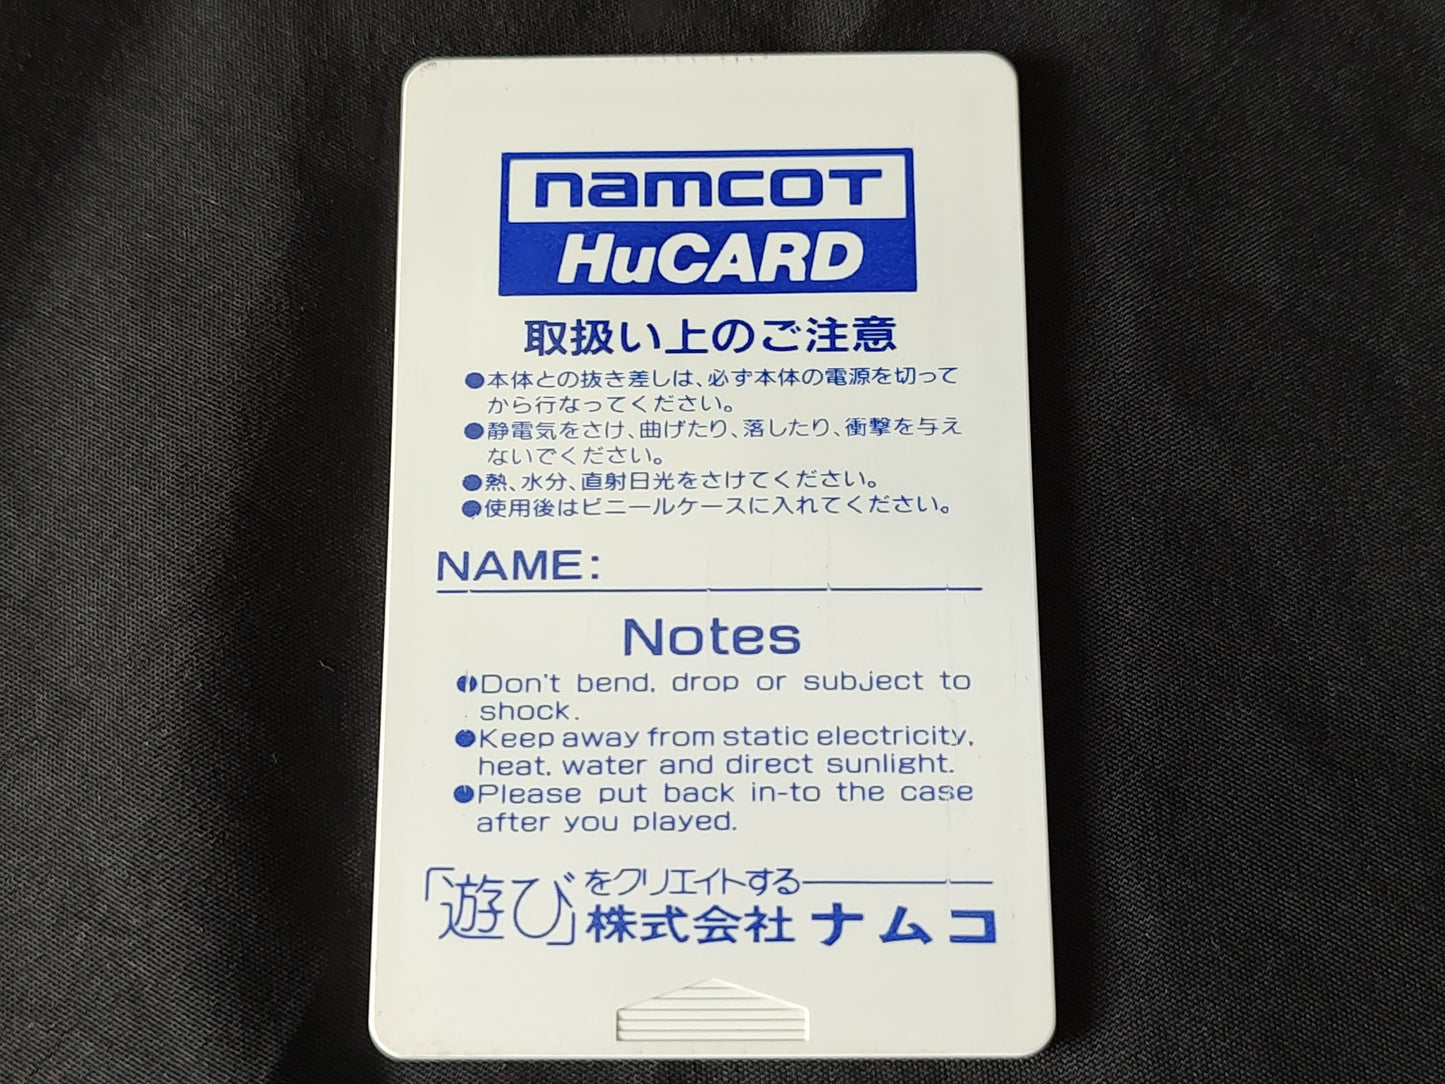 namcoT
HuCARD
取扱い上のご注意
●本体との抜き差しは、必ず本体の電源を切って
から行なってください。
●静電気をさけ、曲げたり、落したり、衝撃を与え
ないでください。
●熱、水分、直射日光をさけてください。
●使用後はビニールケースに入れてください。
NAME:
Notes
●Don't bend, drop or subject to
shock.
●Keep away from static electricity,
heat, water and direct sunlight.
●Please put back in-to the case
after you played.
「遊び」をクリエイトする
株式会社ナムコ